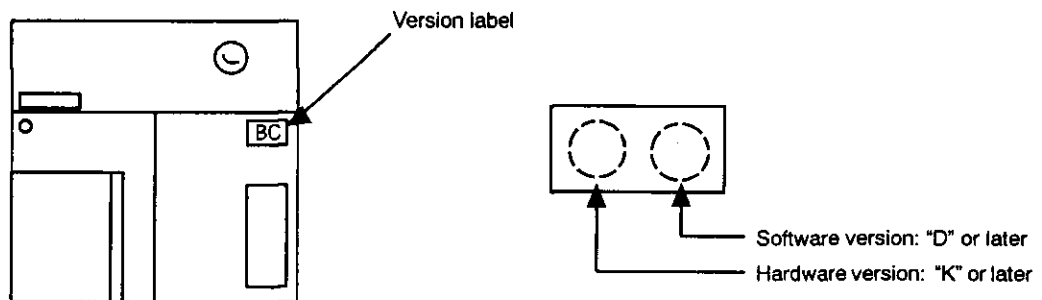 Version label
BC
Software version: "D" or later
Hardware version: "K" or later